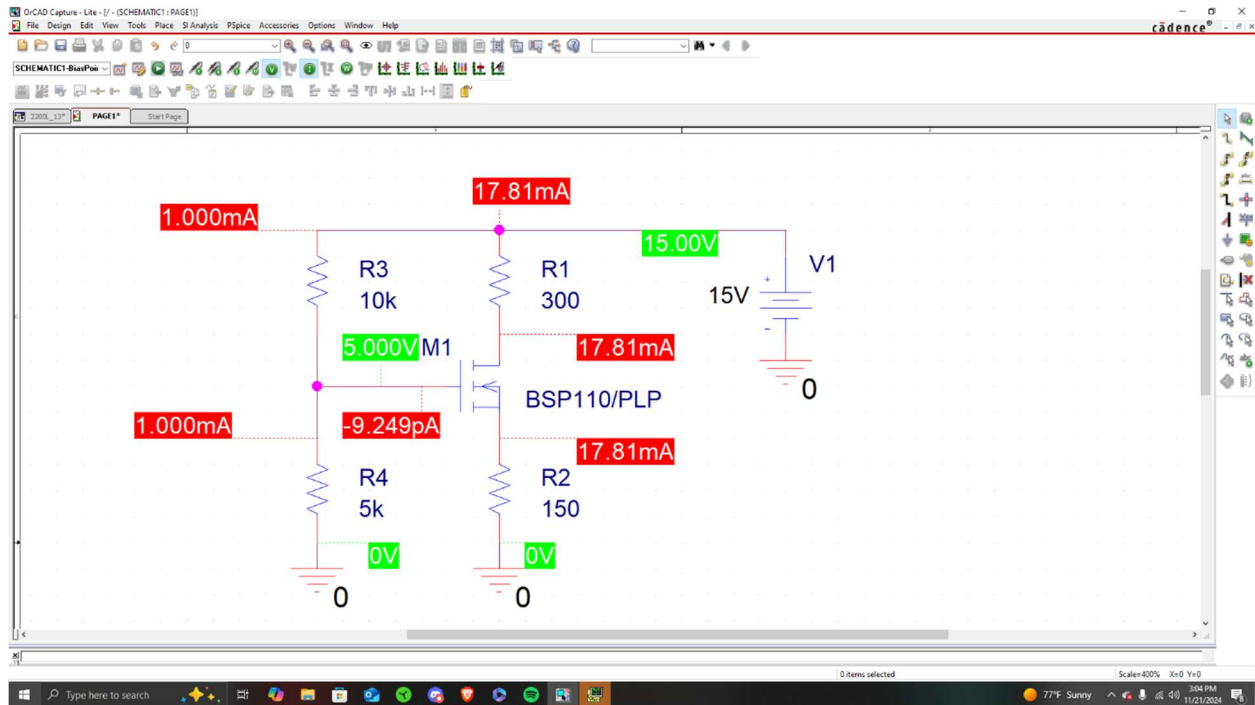 OrCAD Capture - Lite - [/ - (SCHEMATIC1 : PAGE1)]
File Design Edit View Tools Place SI Analysis PSpice Accessories Options Window Help
cādence®
0
SCHEMATIC1-BiasPoin
2200L_13* PAGE1* Start Page
17.81mA
1.000mA
15.00V
R3
10k
R1
300
V1
15V
+
-
0
5.000V M1
17.81mA
BSP110/PLP
1.000mA
-9.249pA
17.81mA
R4
5k
R2
150
0V
0V
0
0
0 items selected
Scale=400% X=0 Y=0
Type here to search
77°F Sunny
3:04 PM
11/21/2024